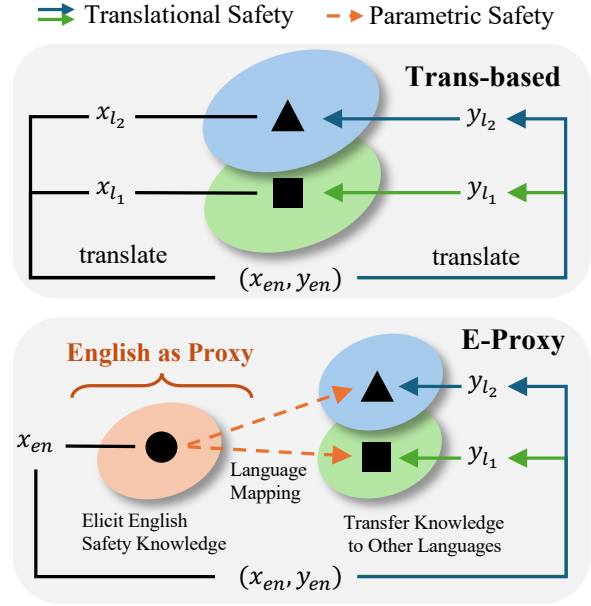 Translational Safety
Parametric Safety
Trans-based
$x_{l_2}$
$y_{l_2}$
$x_{l_1}$
$y_{l_1}$
translate
translate
$(x_{en}, y_{en})$
E-Proxy
English as Proxy
$y_{l_2}$
$x_{en}$
$y_{l_1}$
Language
Mapping
Elicit English
Safety Knowledge
Transfer Knowledge
to Other Languages
$(x_{en}, y_{en})$